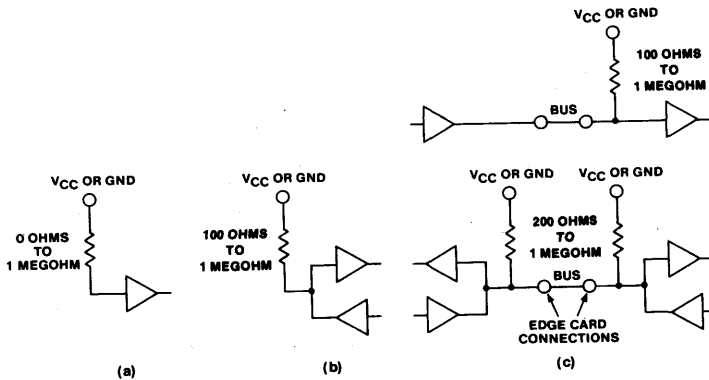 VCC OR GND
100 OHMS
TO
1 MEGOHM
BUS
VCC OR GND
0 OHMS
TO
1 MEGOHM
(a)
VCC OR GND
100 OHMS
TO
1 MEGOHM
(b)
VCC OR GND
VCC OR GND
200 OHMS
TO
1 MEGOHM
BUS
EDGE CARD
CONNECTIONS
(c)